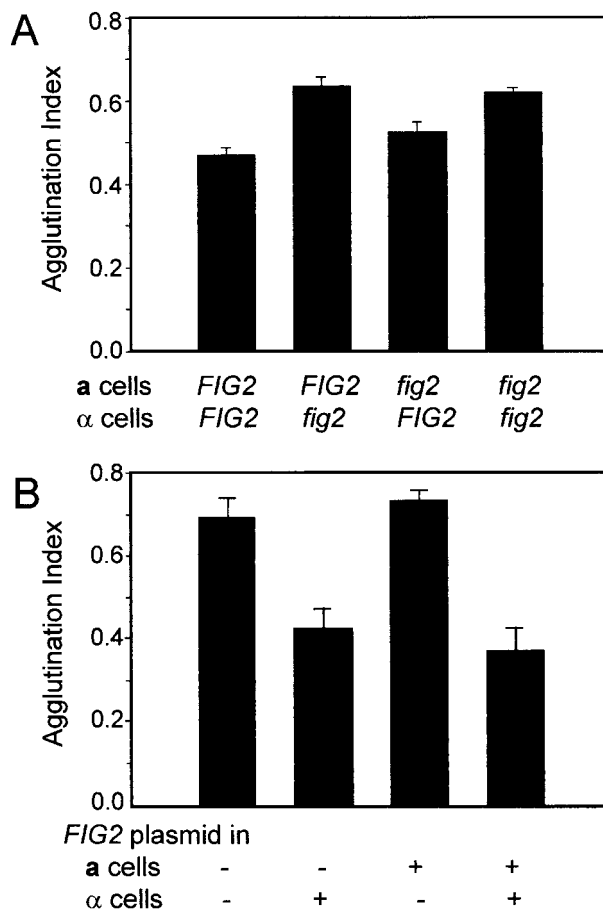 A
Agglutination Index
0.8
0.6
0.4
0.2
0.0
a cells FIG2 FIG2 fig2 fig2
α cells FIG2 fig2 FIG2 fig2
B
Agglutination Index
0.8
0.6
0.4
0.2
0.0
FIG2 plasmid in
a cells - - + +
α cells - + - +